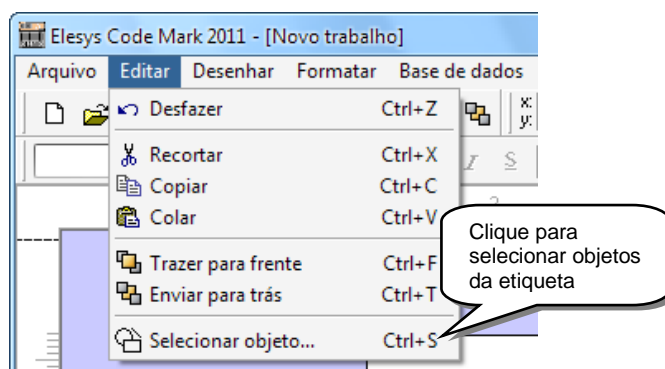 Elesys Code Mark 2011 - [Novo trabalho]
Arquivo Editar Desenhar Formatar Base de dados
x:
y:
Desfazer Ctrl+Z
Recortar Ctrl+X
I S
Copiar Ctrl+C
Colar Ctrl+V
Trazer para frente Ctrl+F
Enviar para trás Ctrl+T
Selecionar objeto... Ctrl+S
Clique para
selecionar objetos
da etiqueta